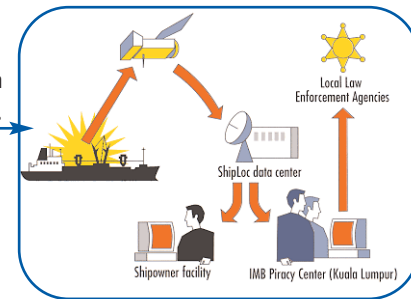 Local Law
Enforcement Agencies
ShipLoc data center
Shipowner facility
IMB Piracy Center (Kuala Lumpur)